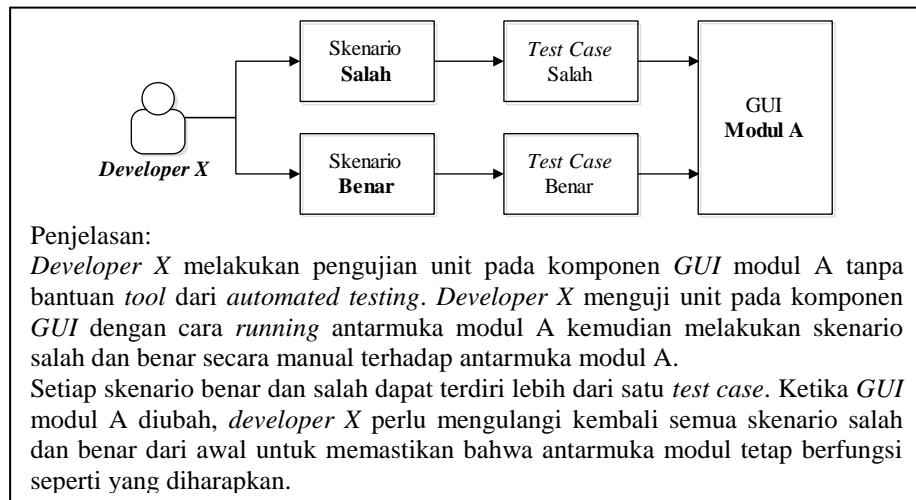 Skenario
Salah
Test Case
Salah
GUI
Modul A
Developer X
Skenario
Benar
Test Case
Benar
Penjelasan:
Developer X melakukan pengujian unit pada komponen GUI modul A tanpa
bantuan tool dari automated testing. Developer X menguji unit pada komponen
GUI dengan cara running antarmuka modul A kemudian melakukan skenario
salah dan benar secara manual terhadap antarmuka modul A.
Setiap skenario benar dan salah dapat terdiri lebih dari satu test case. Ketika GUI
modul A diubah, developer X perlu mengulangi kembali semua skenario salah
dan benar dari awal untuk memastikan bahwa antarmuka modul tetap berfungsi
seperti yang diharapkan.